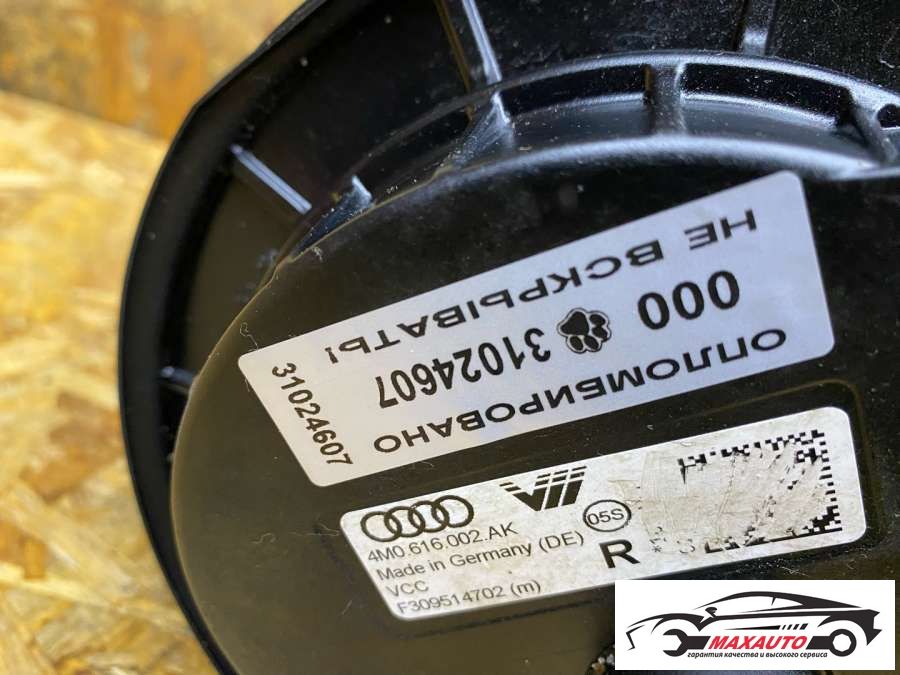 ОПЛОМБИРОВАНО
000 31024607
НЕ ВСКРЫВАТЬ!
31024607
4M0.616.002.AK
Made in Germany (DE)
VCC
F309514702 (m)
05S
R
MAXAUTO
гарантия качества и высокого сервиса